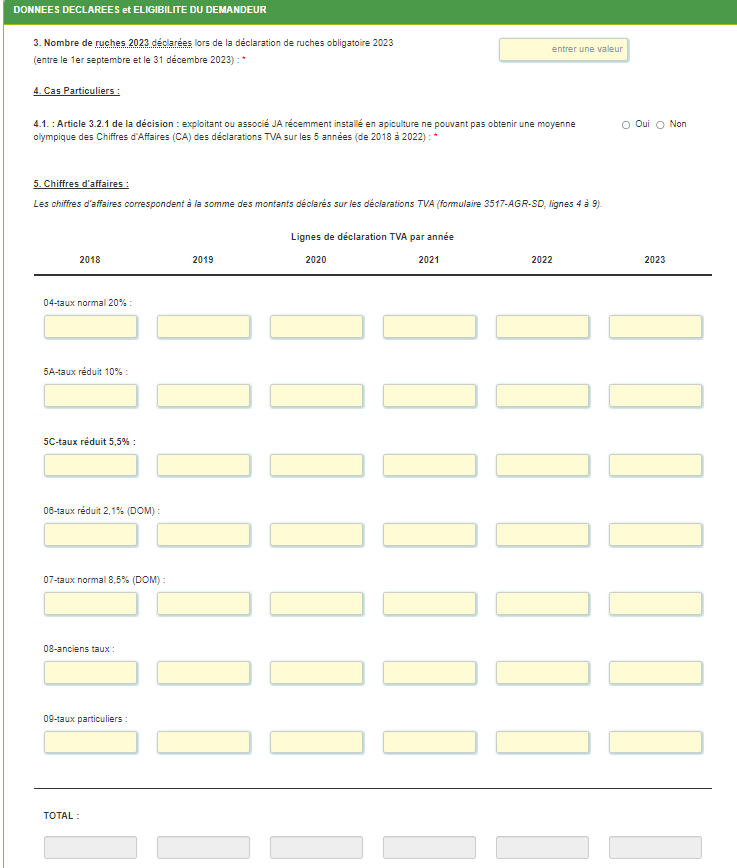 DONNEES DECLAREES et ELIGIBILITE DU DEMANDEUR
3. Nombre de ruches 2023 déclarées lors de la déclaration de ruches obligatoire 2023
(entre le 1er septembre et le 31 décembre 2023) : *
entrer une valeur
4. Cas Particuliers :
4.1. : Article 3.2.1 de la décision : exploitant ou associé JA récemment installé en apiculture ne pouvant pas obtenir une moyenne
olympique des Chiffres d'Affaires (CA) des déclarations TVA sur les 5 années (de 2018 à 2022) : *
Oui Non
5. Chiffres d'affaires :
Les chiffres d'affaires correspondent à la somme des montants déclarés sur les déclarations TVA (formulaire 3517-AGR-SD, lignes 4 à 9).
Lignes de déclaration TVA par année
2018 2019 2020 2021 2022 2023
04-taux normal 20% :
5A-taux réduit 10% :
5C-taux réduit 5,5% :
06-taux réduit 2,1% (DOM) :
07-taux normal 8,5% (DOM) :
08-anciens taux :
09-taux particuliers :
TOTAL :